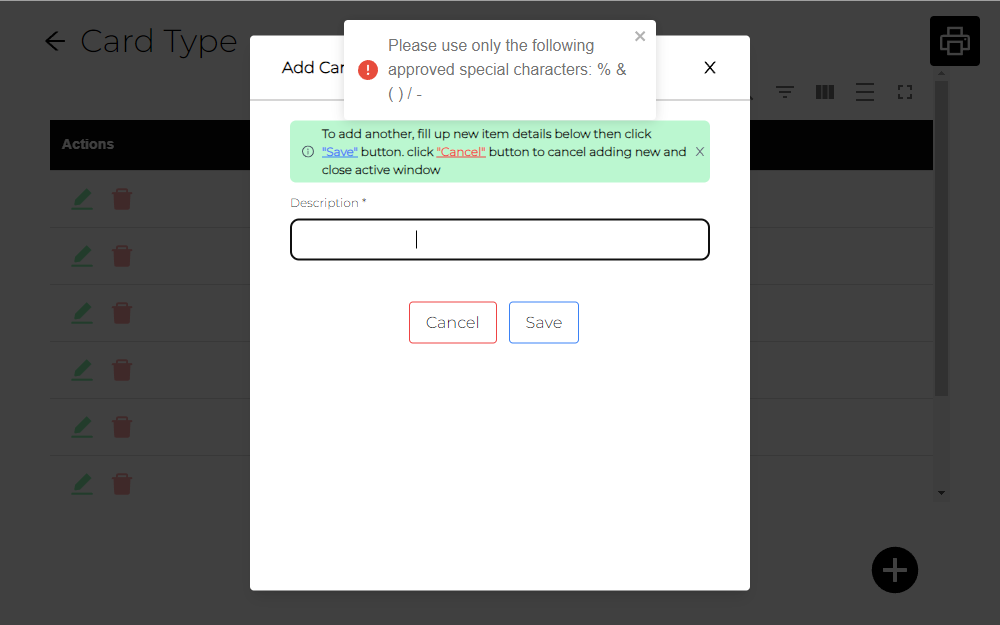 Card Type
Please use only the following
approved special characters: % &
( ) / -
Add Car
X
To add another, fill up new item details below then click
"Save" button. click "Cancel" button to cancel adding new and
close active window
Actions
Description *
Cancel
Save